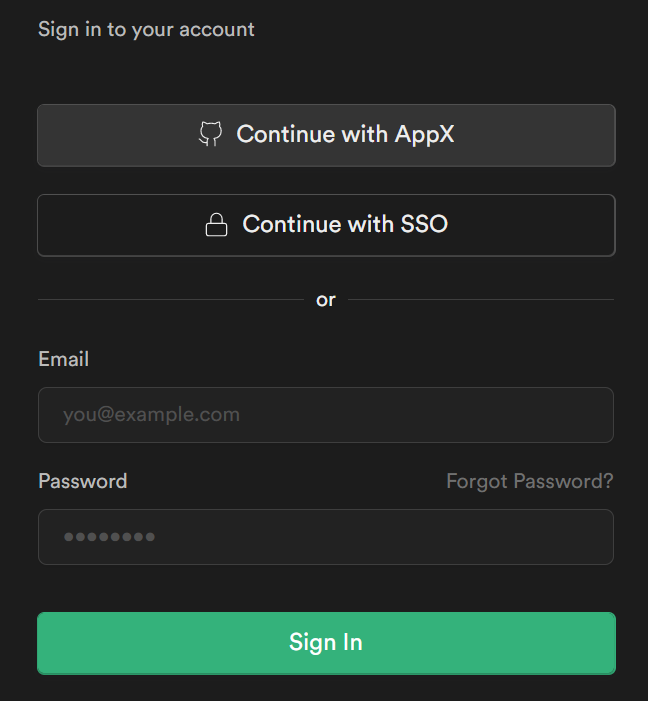 Sign in to your account
Continue with AppX
Continue with SSO
or
Email
you@example.com
Password Forgot Password?
••••••••
Sign In